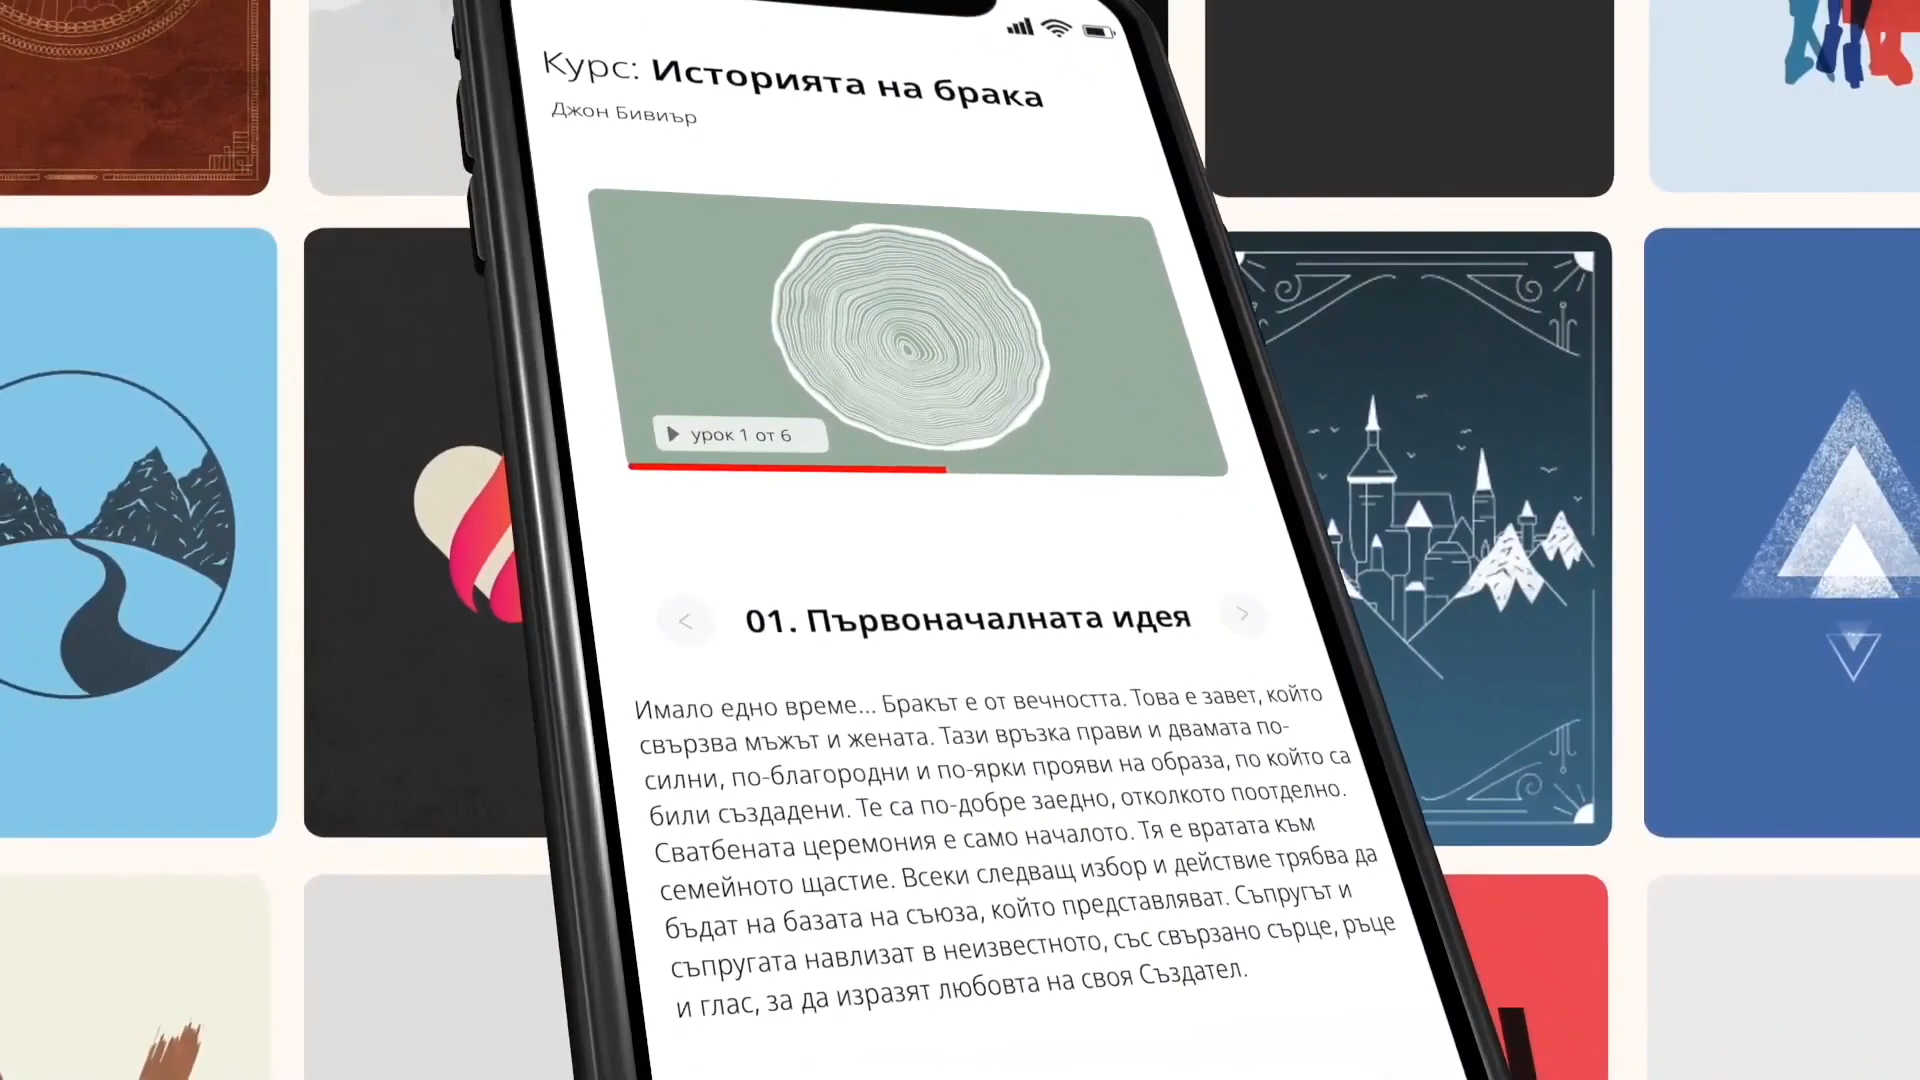 Курс: Историята на брака
Джон Бивиър
урок 1 от 6
<
01. Първоначалната идея
>
Имало едно време... Бракът е от вечността. Това е завет, който
свързва мъжът и жената. Тази връзка прави и двамата по-
силни, по-благородни и по-ярки прояви на образа, по който са
били създадени. Те са по-добре заедно, отколкото поотделно.
Сватбената церемония е само началото. Тя е вратата към
семейното щастие. Всеки следващ избор и действие трябва да
бъдат на базата на съюза, който представляват. Съпругът и
съпругата навлизат в неизвестното, със свързано сърце, ръце
и глас, за да изразят любовта на своя Създател.